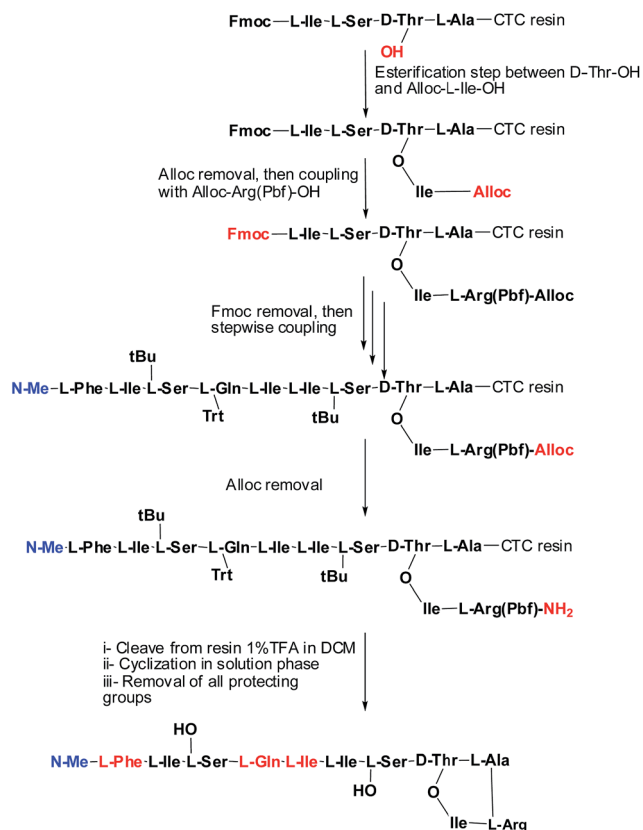 Fmoc—L-Ile-L-Ser-D-Thr-L-Ala—CTC resin
OH
Esterification step between D-Thr-OH
and Alloc-L-Ile-OH
Fmoc—L-Ile-L-Ser-D-Thr-L-Ala—CTC resin
O
Ile—Alloc
Alloc removal, then coupling
with Alloc-Arg(Pbf)-OH
Fmoc—L-Ile-L-Ser-D-Thr-L-Ala—CTC resin
O
Ile—L-Arg(Pbf)-Alloc
Fmoc removal, then
stepwise coupling
tBu
N-Me-L-Phe-L-Ile-L-Ser-L-Gln-L-Ile-L-Ile-L-Ser-D-Thr-L-Ala—CTC resin
Trt
tBu
O
Ile—L-Arg(Pbf)-Alloc
Alloc removal
tBu
N-Me-L-Phe-L-Ile-L-Ser-L-Gln-L-Ile-L-Ile-L-Ser-D-Thr-L-Ala—CTC resin
Trt
tBu
O
Ile—L-Arg(Pbf)-NH₂
i- Cleave from resin 1%TFA in DCM
ii- Cyclization in solution phase
iii- Removal of all protecting
groups
HO
N-Me-L-Phe-L-Ile-L-Ser-L-Gln-L-Ile-L-Ile-L-Ser-D-Thr-L-Ala
HO
O
Ile—L-Arg